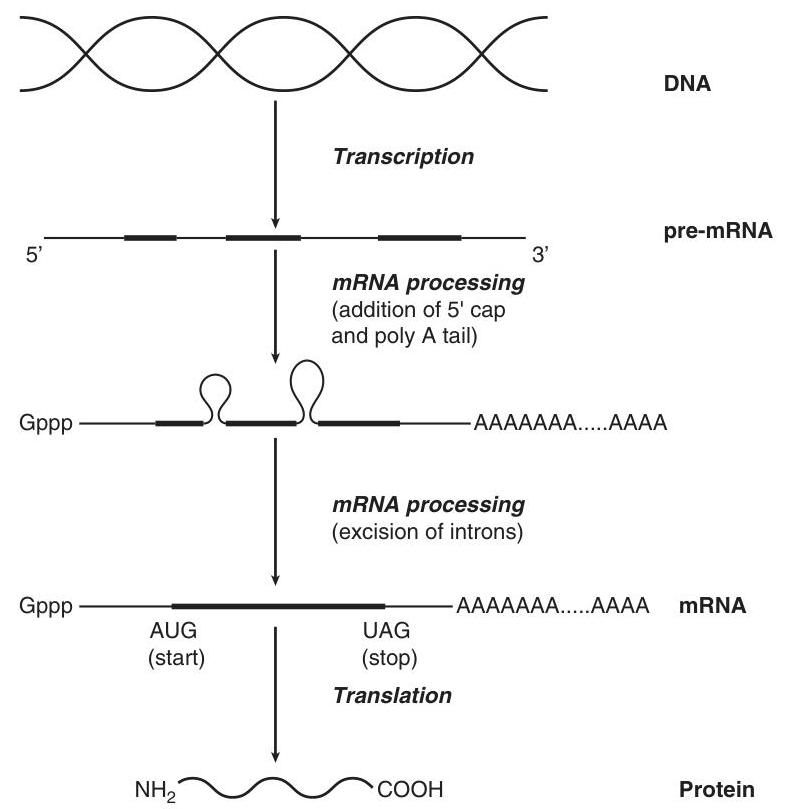 DNA
Transcription
pre-mRNA
5’
3’
mRNA processing
(addition of 5' cap
and poly A tail)
Gppp
AAAAAAA.....AAAA
mRNA processing
(excision of introns)
Gppp
AAAAAAA.....AAAA
mRNA
AUG
UAG
(start)
(stop)
Translation
NH2
COOH
Protein